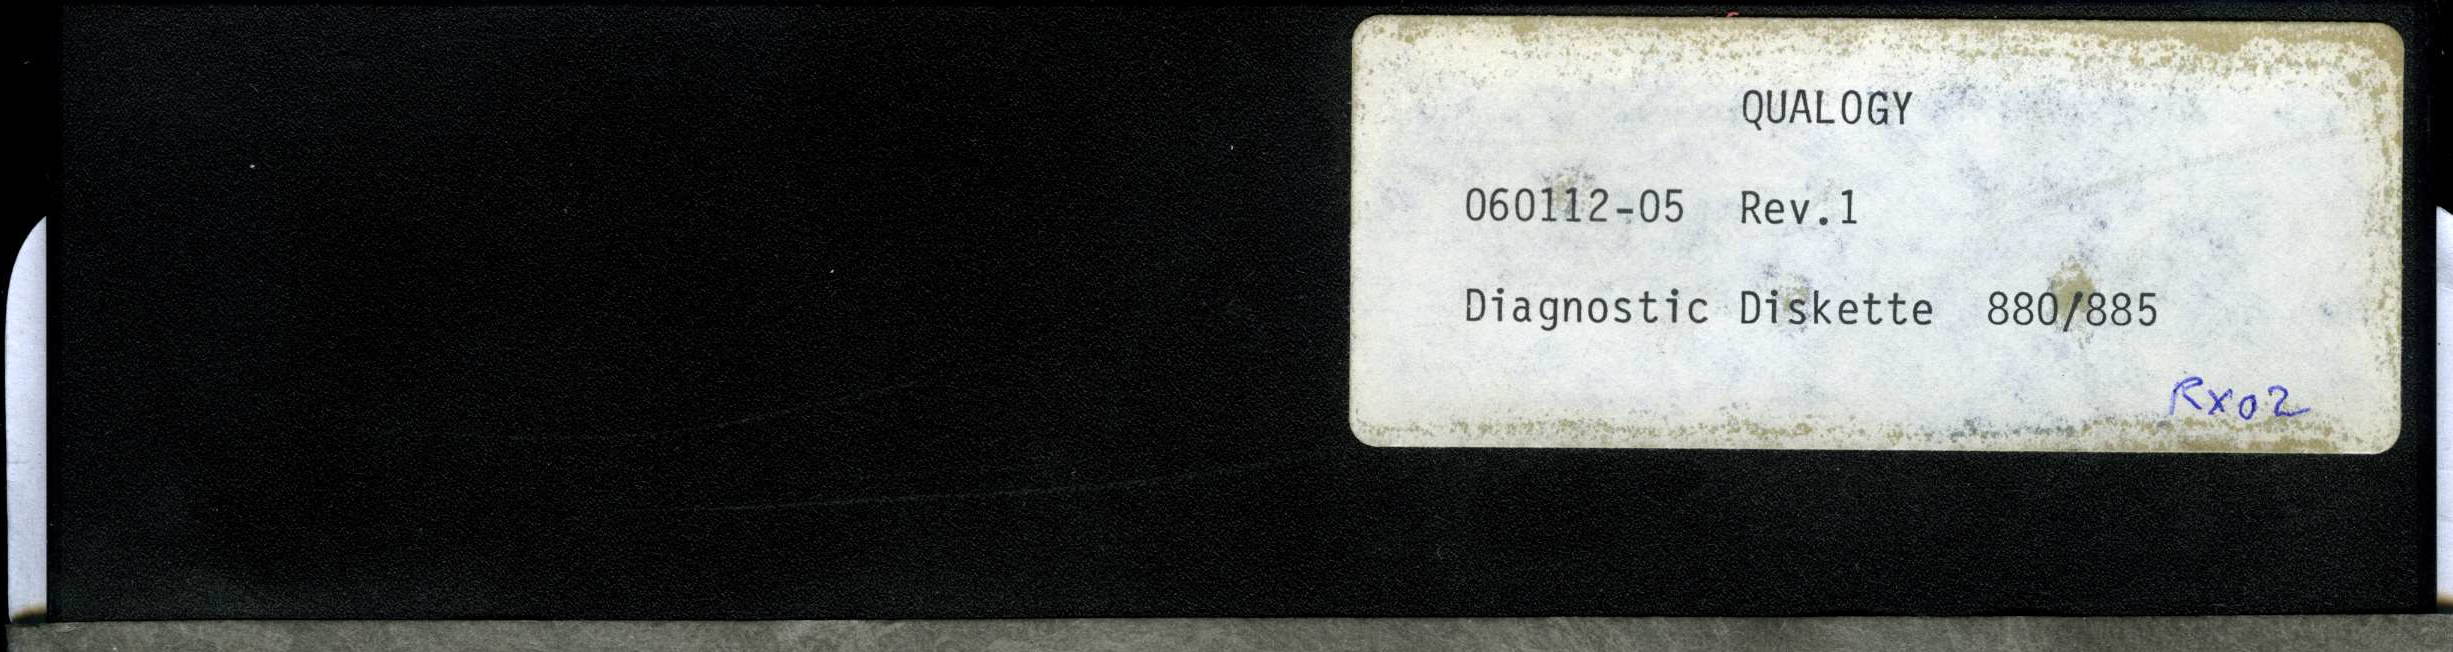 QUALOGY
060112-05 Rev.1
Diagnostic Diskette 880/885
RX02